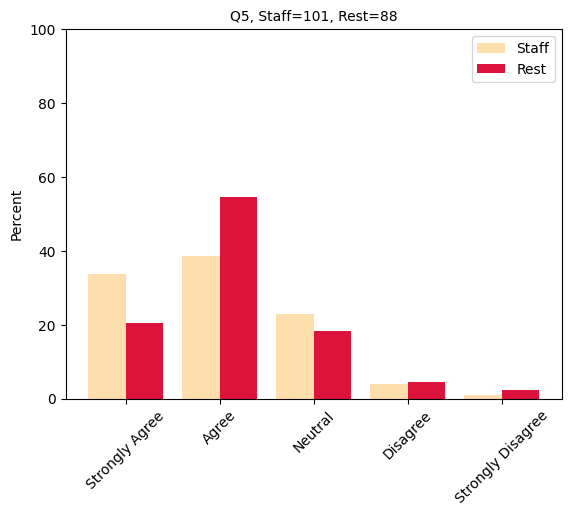 Q5, Staff=101, Rest=88
Staff
Rest
Percent
100
80
60
40
20
0
Strongly Agree
Agree
Neutral
Disagree
Strongly Disagree